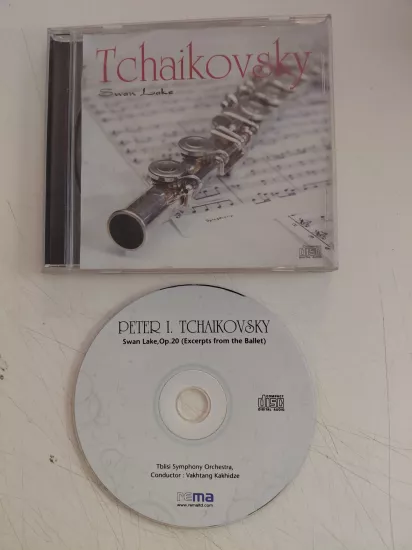 Tchaikovsky
Swan Lake
PETER I. TCHAIKOVSKY
Swan Lake,Op.20 (Excerpts from the Ballet)
COMPACT
disc
DIGITAL AUDIO
Tblisi Symphony Orchestra,
Conductor : Vakhtang Kakhidze
rema